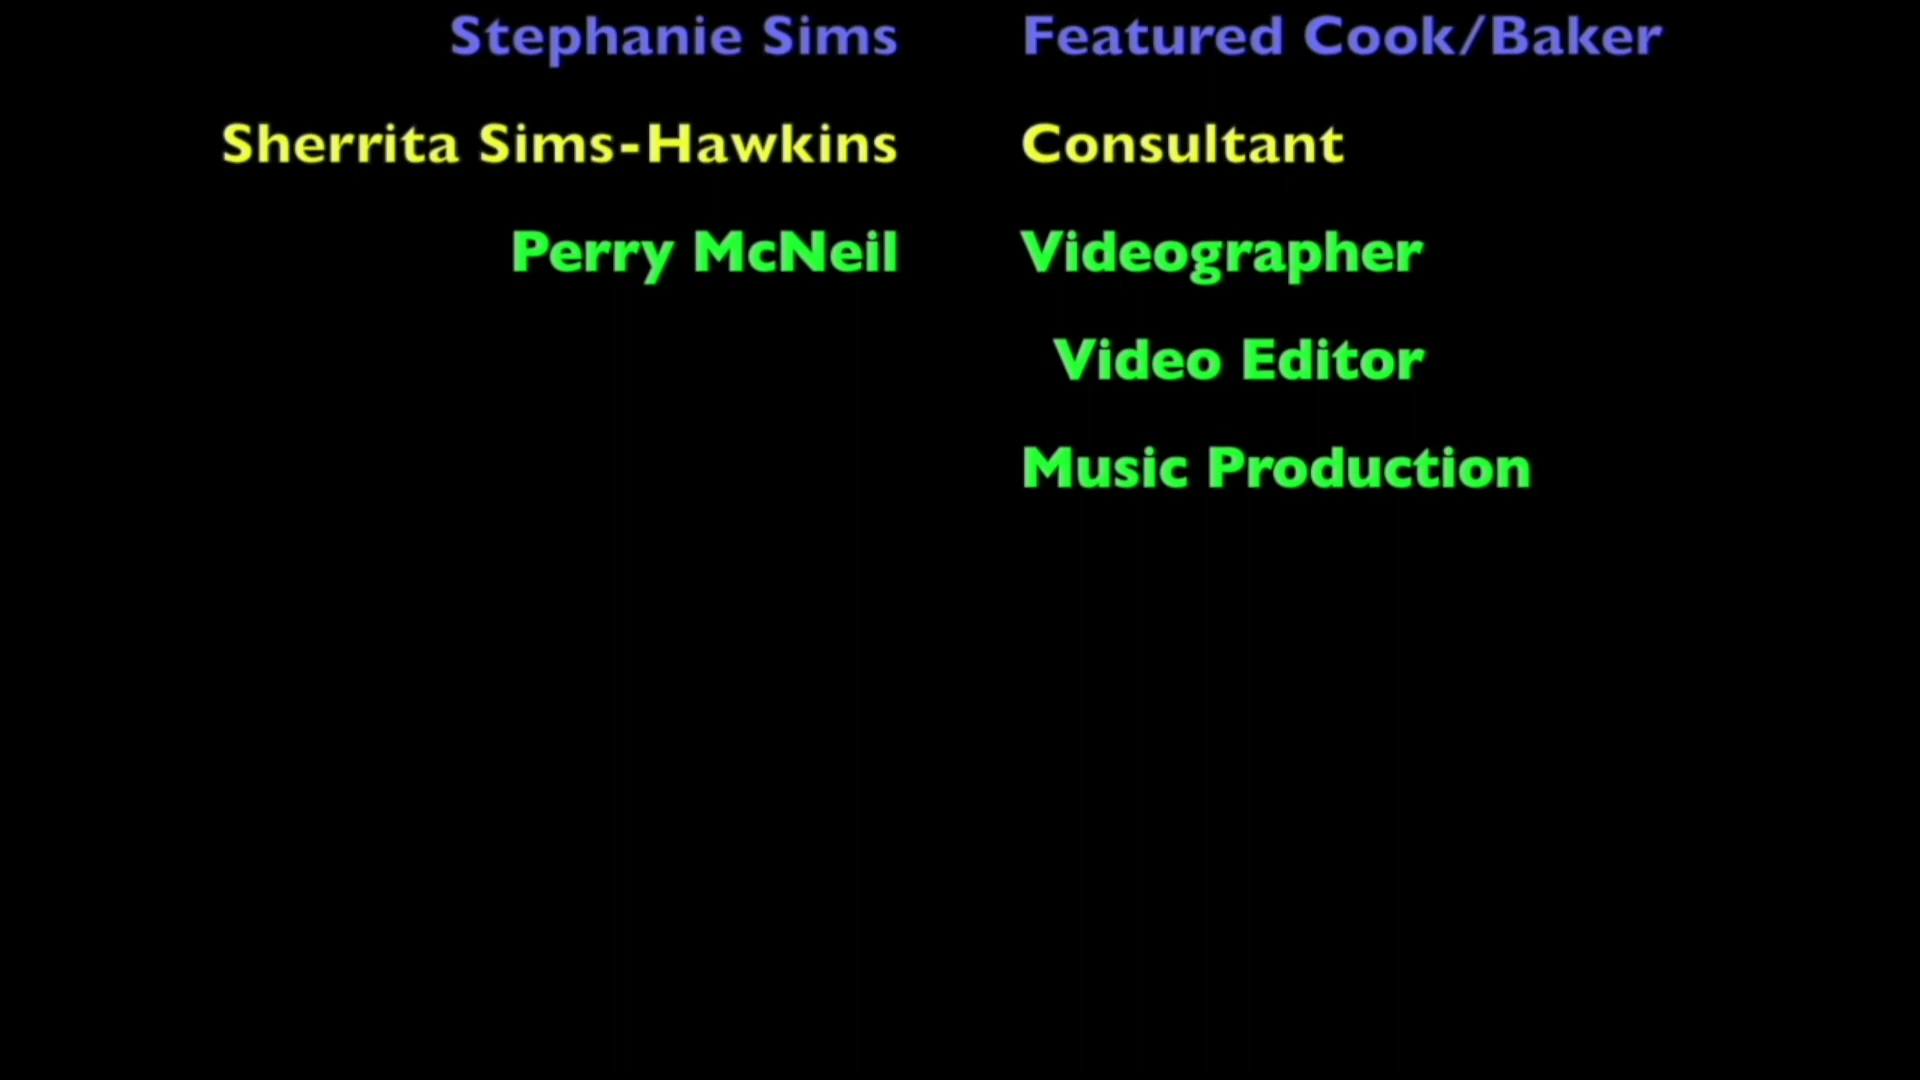 Stephanie Sims Featured Cook/Baker
Sherrita Sims-Hawkins Consultant
Perry McNeil Videographer
Video Editor
Music Production